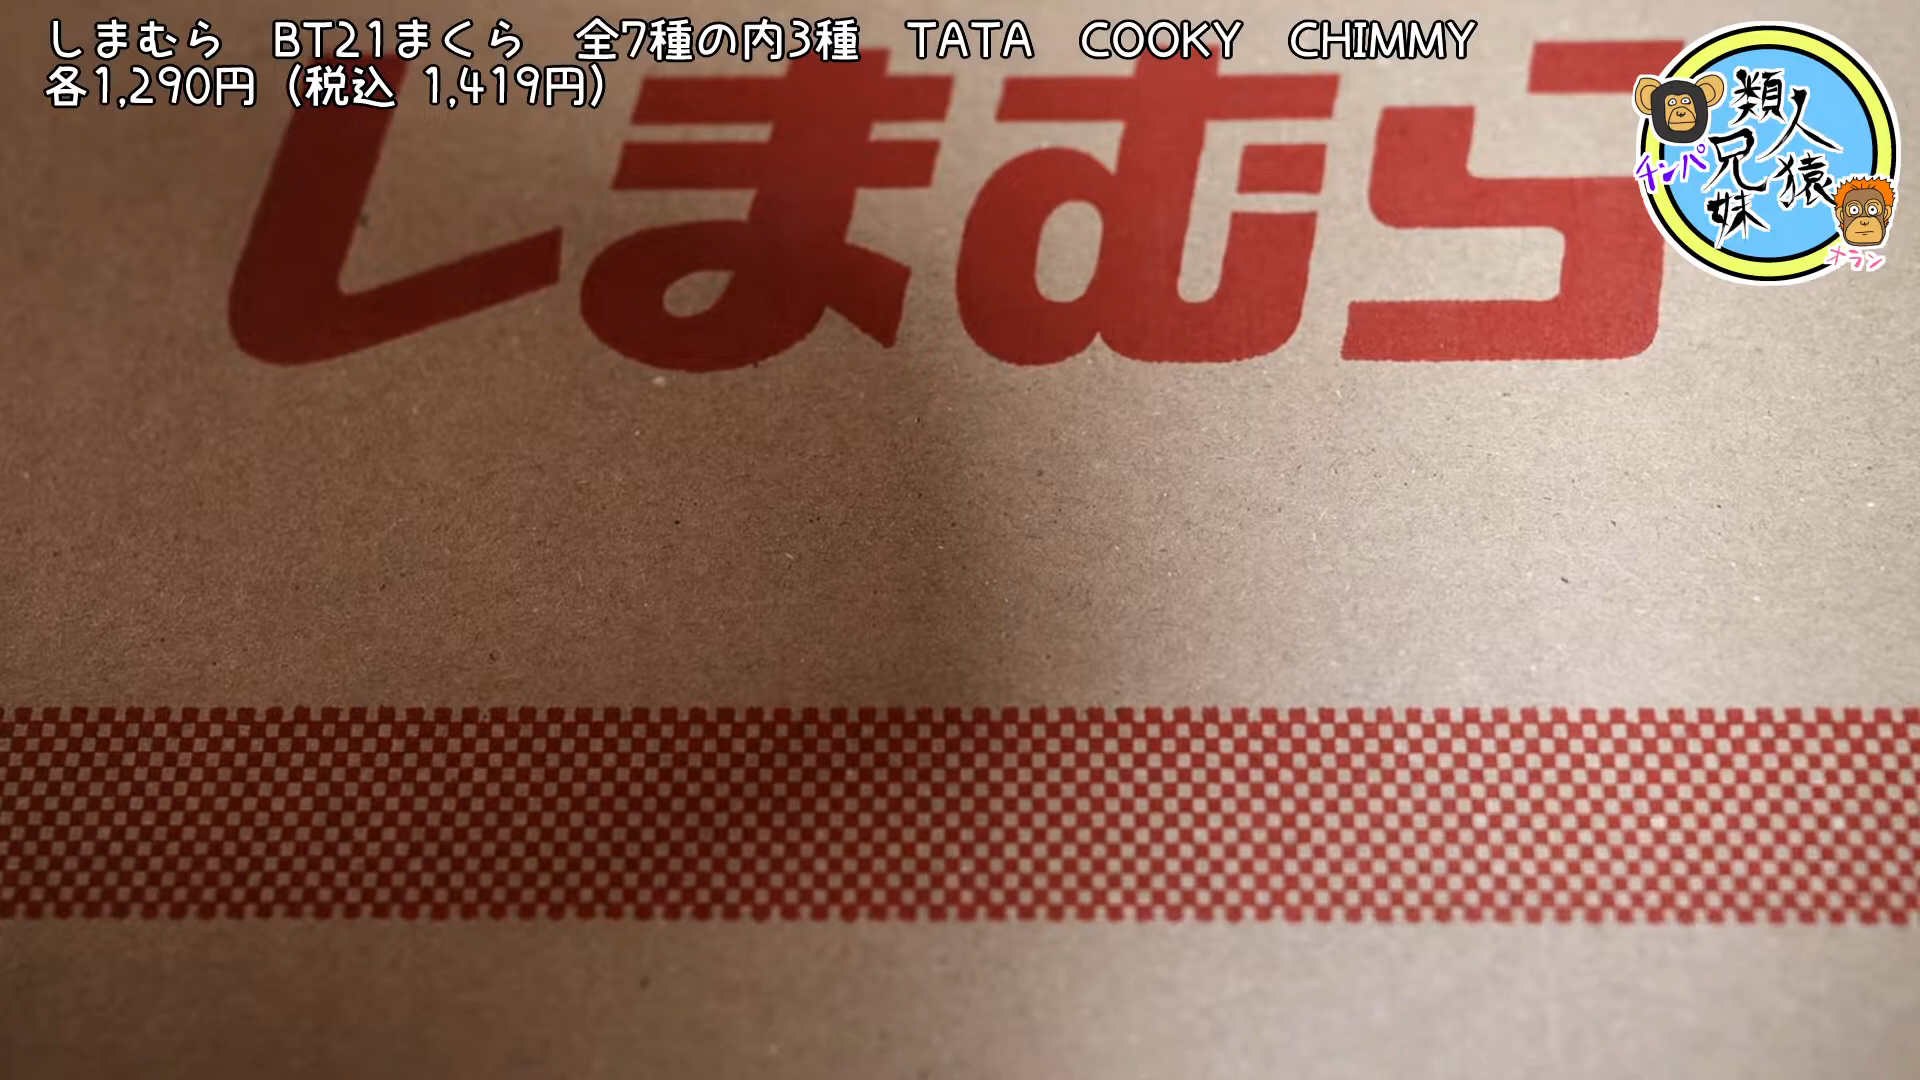 しまむら　BT21まくら　全7種の内3種　TATA　COOKY　CHIMMY
各1,290円（税込 1,419円）
しまむら
類人猿
兄妹
チンパ
オラン